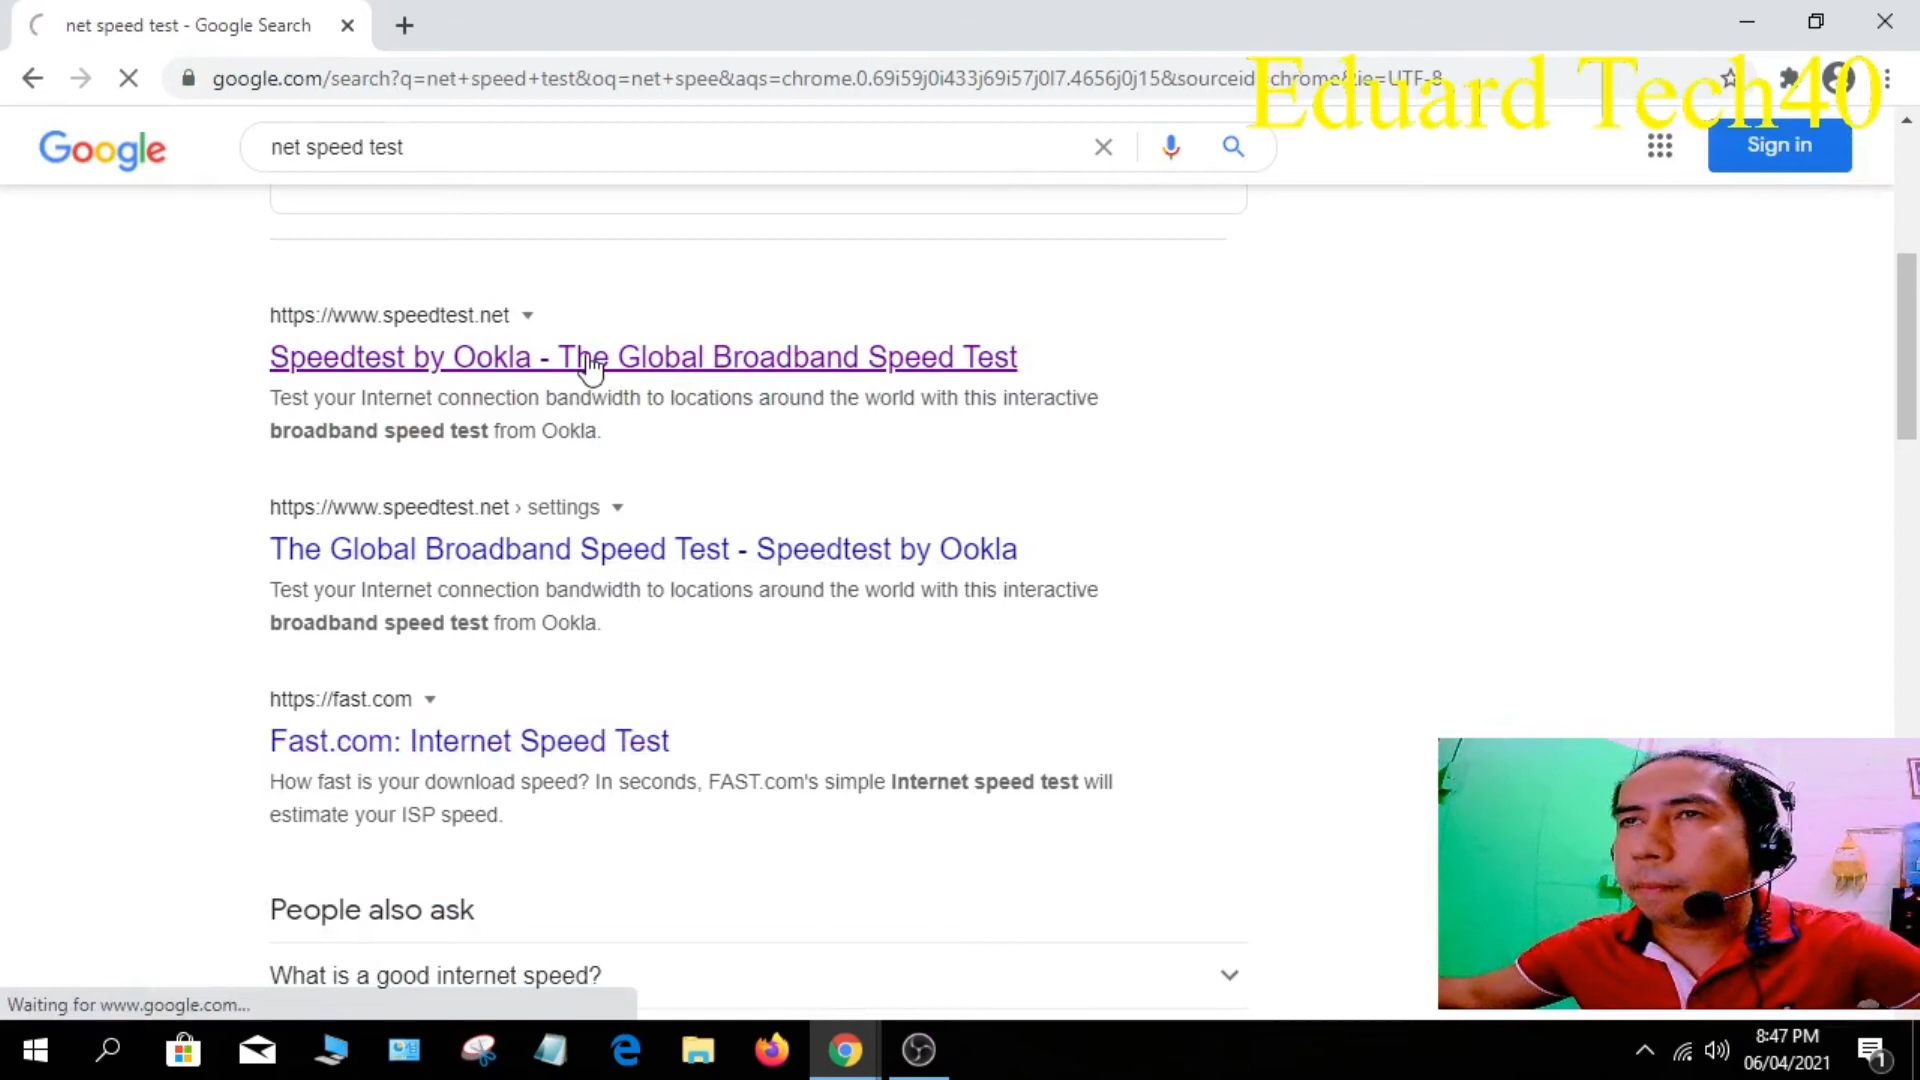 net speed test - Google Search
google.com/search?q=net+speed+test&oq=net+spee&aqs=chrome.0.69i59j0i433j69i57j0l7.4656j0j15&sourceid=chrome&ie=UTF-8
Eduard Tech40
Google
net speed test
Sign in
https://www.speedtest.net
Speedtest by Ookla - The Global Broadband Speed Test
Test your Internet connection bandwidth to locations around the world with this interactive
broadband speed test from Ookla.
https://www.speedtest.net › settings
The Global Broadband Speed Test - Speedtest by Ookla
Test your Internet connection bandwidth to locations around the world with this interactive
broadband speed test from Ookla.
https://fast.com
Fast.com: Internet Speed Test
How fast is your download speed? In seconds, FAST.com's simple Internet speed test will
estimate your ISP speed.
People also ask
What is a good internet speed?
Waiting for www.google.com...
8:47 PM
06/04/2021
1